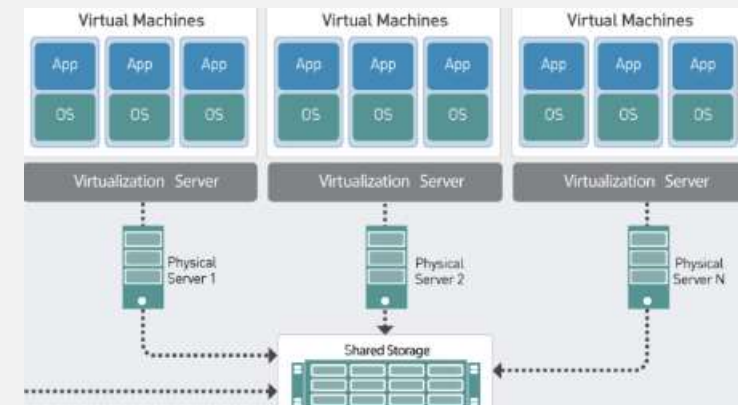 Virtual Machines
Virtual Machines
Virtual Machines
App App App
App App App
App App App
OS OS OS
OS OS OS
OS OS OS
Virtualization Server
Virtualization Server
Virtualization Server
Physical
Server 1
Physical
Server 2
Physical
Server N
Shared Storage